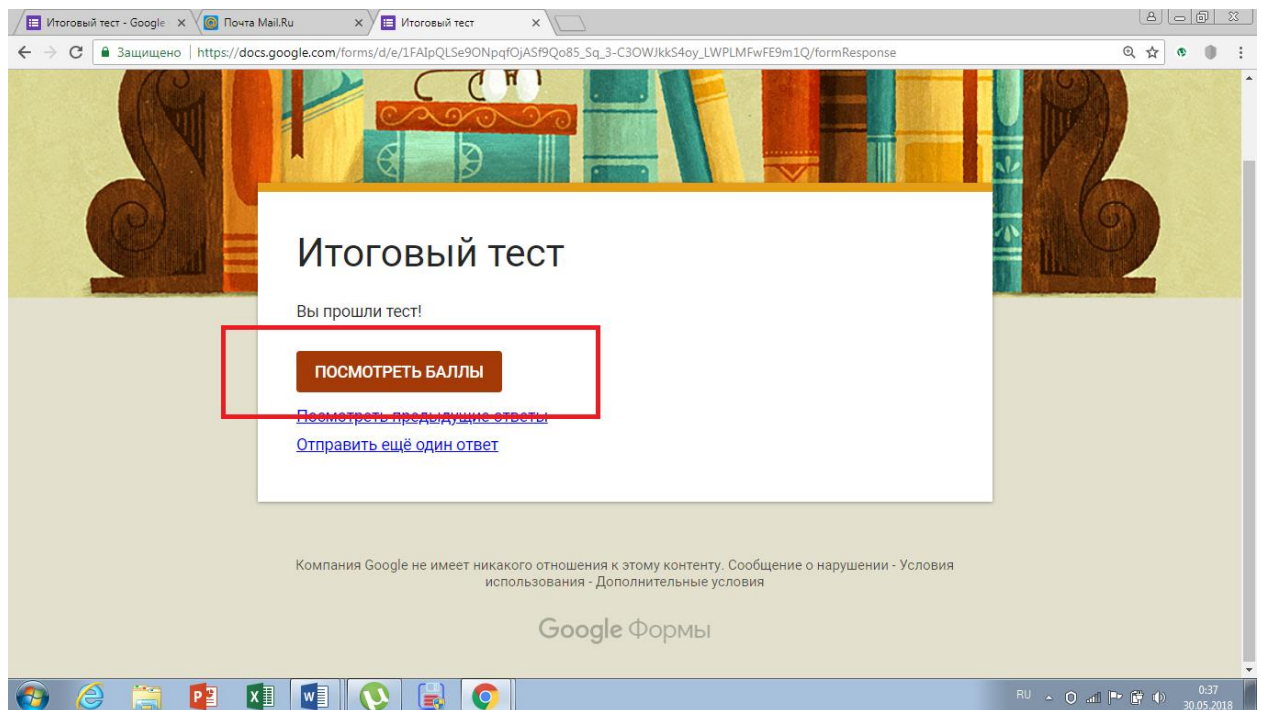 Итоговый тест - Google
Почта Mail.Ru
Итоговый тест
Защищено https://docs.google.com/forms/d/e/1FAIpQLSe9ONpqfOjASf9Qo85_Sq_3-C3OWJkkS4oy_LWPLMFwFE9m1Q/formResponse
Итоговый тест
Вы прошли тест!
ПОСМОТРЕТЬ БАЛЛЫ
Посмотреть предыдущие ответы
Отправить ещё один ответ
Компания Google не имеет никакого отношения к этому контенту. Сообщение о нарушении - Условия
использования - Дополнительные условия
Google Формы
RU
0:37
30.05.2018